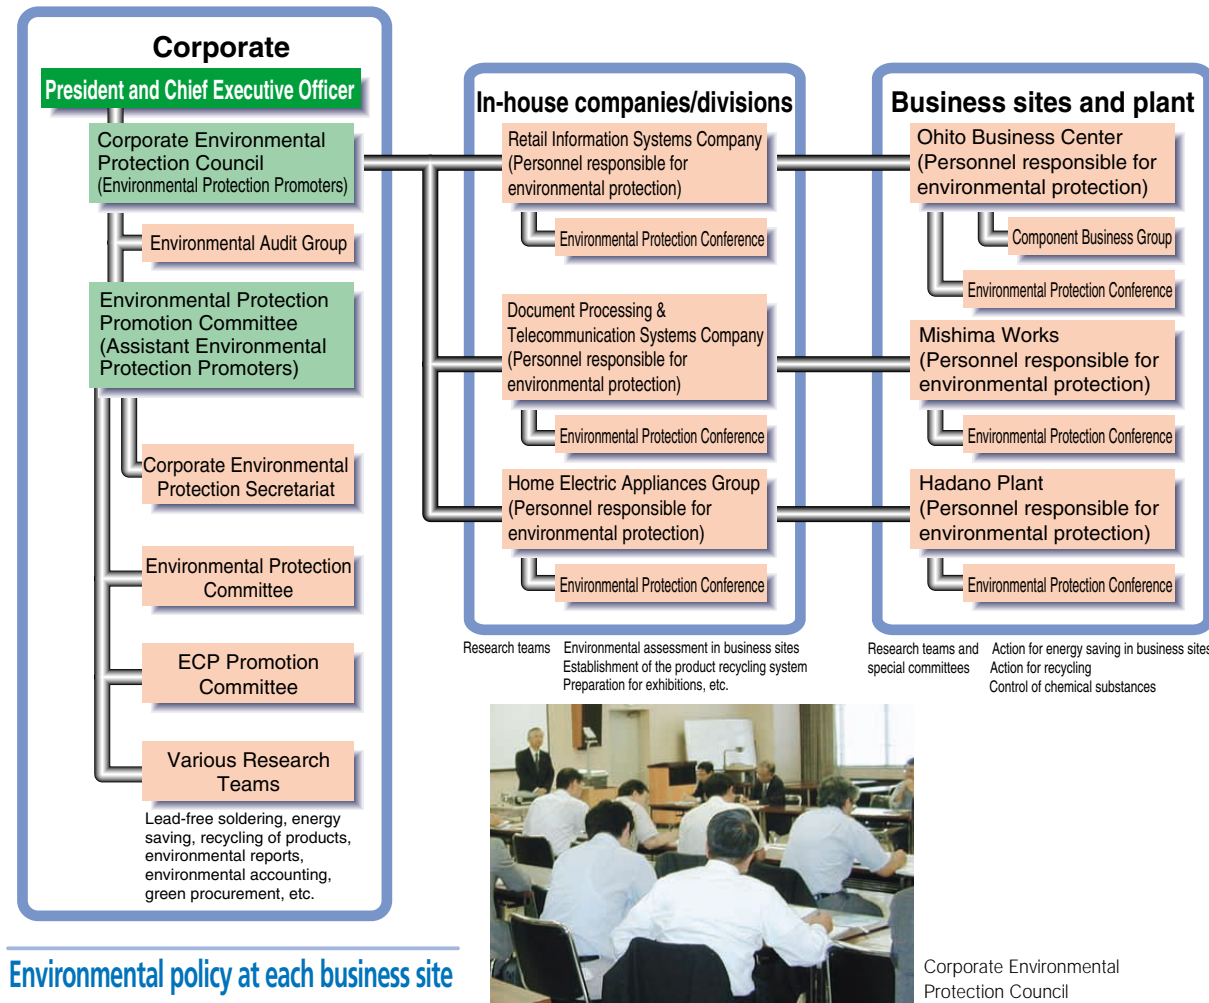 Corporate
President and Chief Executive Officer
Corporate Environmental
Protection Council
(Environmental Protection Promoters)
Environmental Audit Group
Environmental Protection
Promotion Committee
(Assistant Environmental
Protection Promoters)
Corporate Environmental
Protection Secretariat
Environmental Protection
Committee
ECP Promotion
Committee
Various Research
Teams
Lead-free soldering, energy
saving, recycling of products,
environmental reports,
environmental accounting,
green procurement, etc.
In-house companies/divisions
Retail Information Systems Company
(Personnel responsible for
environmental protection)
Environmental Protection Conference
Document Processing &
Telecommunication Systems Company
(Personnel responsible for
environmental protection)
Environmental Protection Conference
Home Electric Appliances Group
(Personnel responsible for
environmental protection)
Environmental Protection Conference
Research teams Environmental assessment in business sites
Establishment of the product recycling system
Preparation for exhibitions, etc.
Business sites and plant
Ohito Business Center
(Personnel responsible for
environmental protection)
Component Business Group
Environmental Protection Conference
Mishima Works
(Personnel responsible for
environmental protection)
Environmental Protection Conference
Hadano Plant
(Personnel responsible for
environmental protection)
Environmental Protection Conference
Research teams and Action for energy saving in business sites
special committees Action for recycling
Control of chemical substances
Environmental policy at each business site
Corporate Environmental
Protection Council